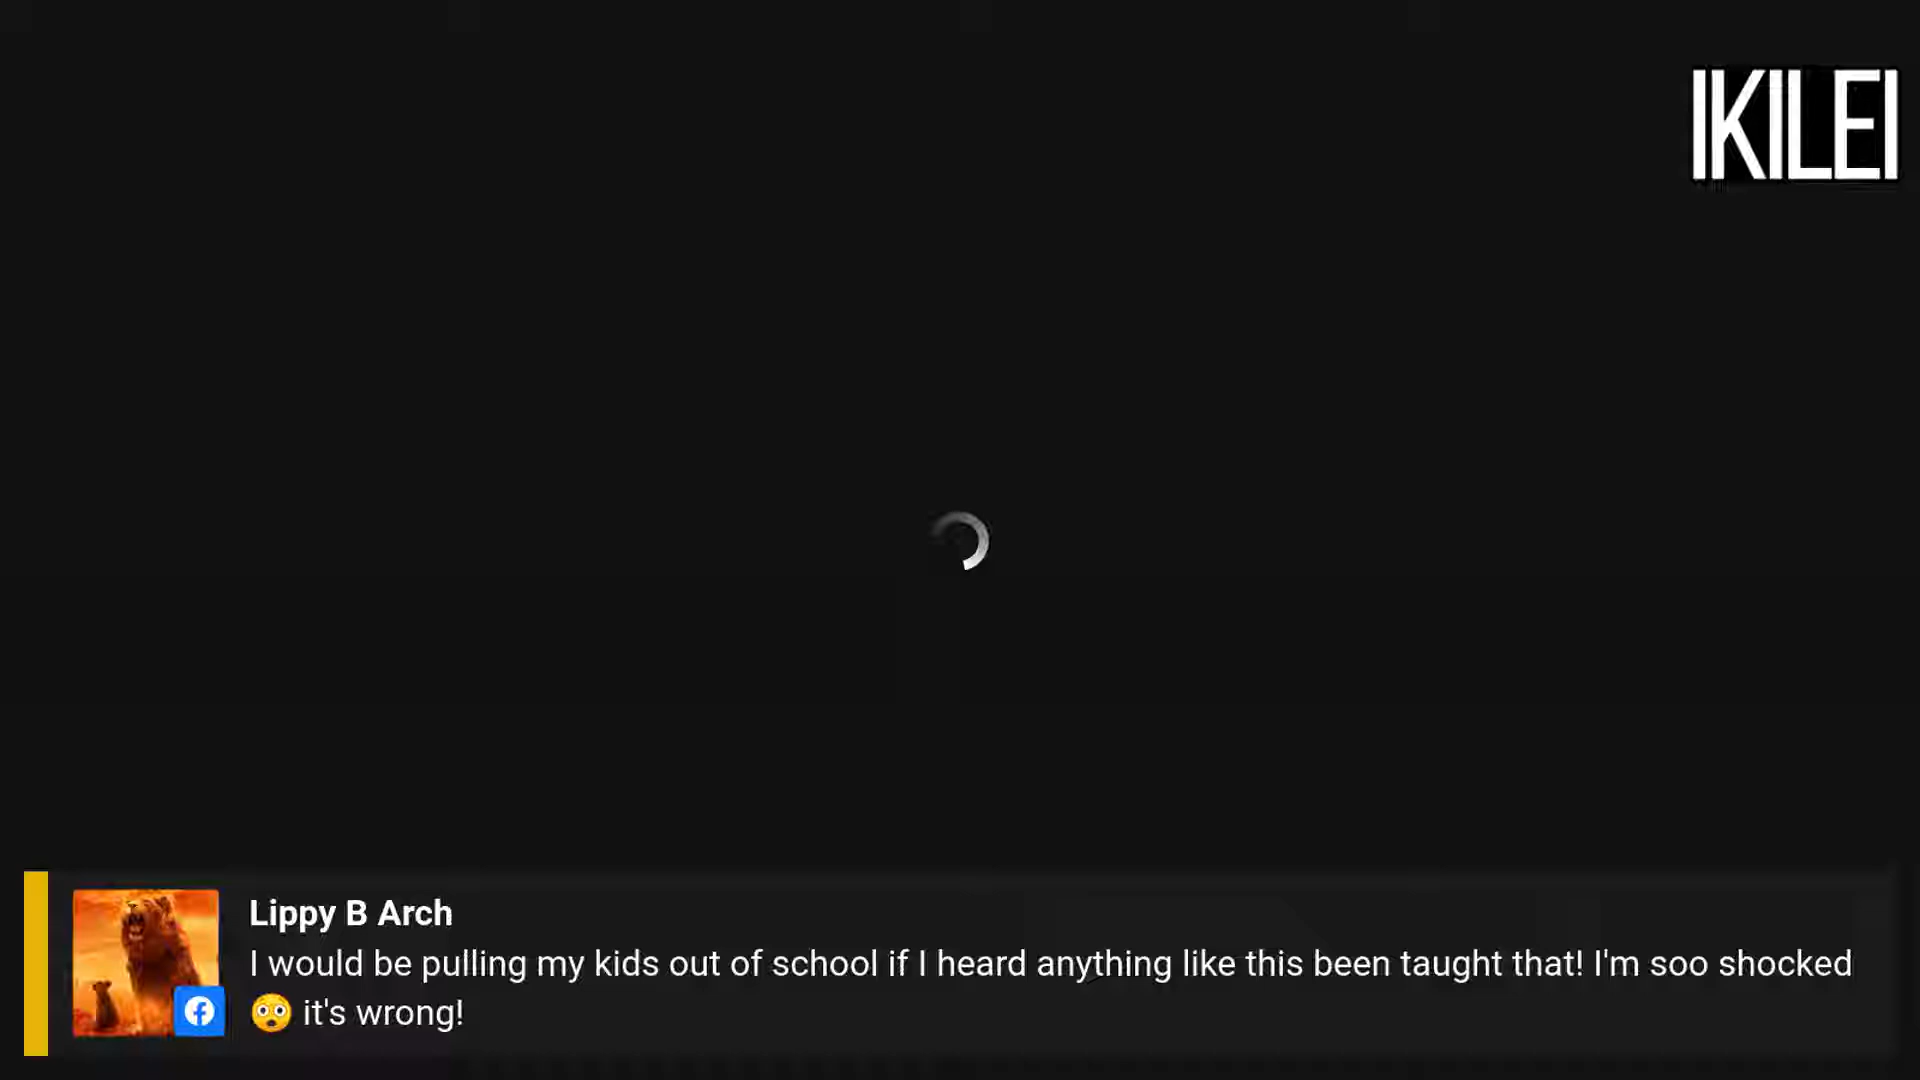 IKILEI
Lippy B Arch
I would be pulling my kids out of school if I heard anything like this been taught that! I'm soo shocked
😳 it's wrong!